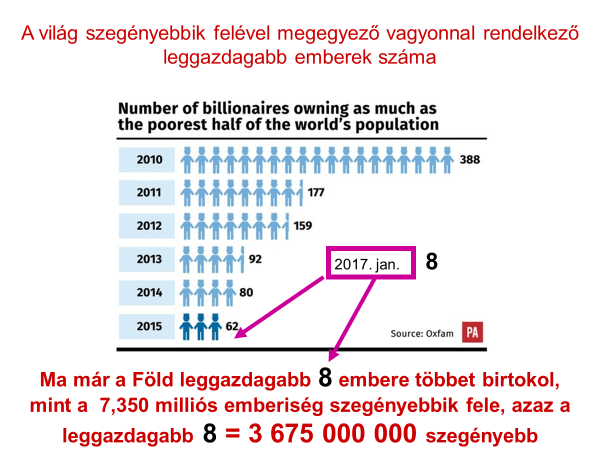 A világ szegényebbik felével megegyező vagyonnal rendelkező
leggazdagabb emberek száma
Number of billionaires owning as much as
the poorest half of the world's population
2010 388
2011 177
2012 159
2013 92
2017. jan. 8
2014 80
2015 62
Source: Oxfam PA
Ma már a Föld leggazdagabb 8 embere többet birtokol,
mint a 7,350 milliós emberiség szegényebbik fele, azaz a
leggazdagabb 8 = 3 675 000 000 szegényebb